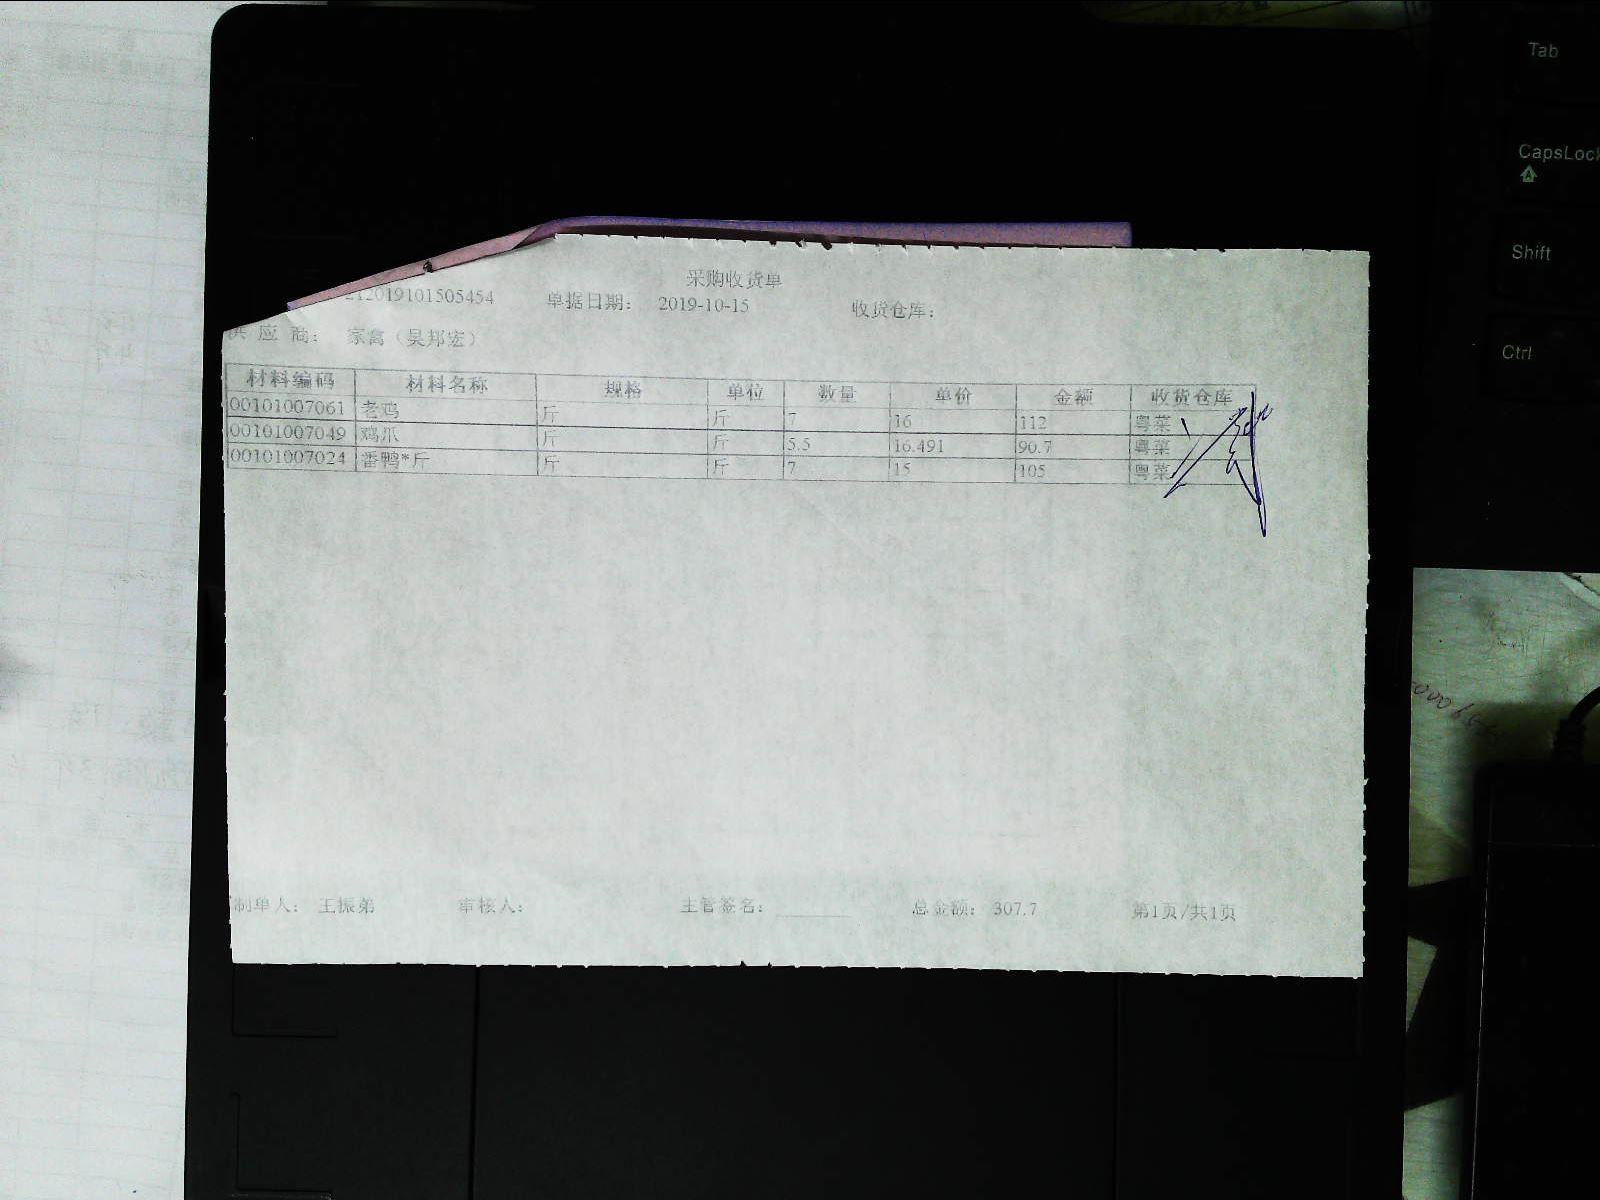 采购收货单
212019101505454 单据日期: 2019-10-15 收货仓库:
供 应 商: 家禽（吴邦宏）
材料编码 材料名称 规格 单位 数量 单价 金额 收货仓库
00101007061 老鸡 斤 斤 7 16 112 粤菜
00101007049 鸡爪 斤 斤 5.5 16.491 90.7 粤菜
00101007024 番鸭*斤 斤 斤 7 15 105 粤菜
制单人: 王振弟 审核人: 主管签名: 总金额: 307.7 第1页/共1页
Tab
CapsLock
Shift
Ctrl